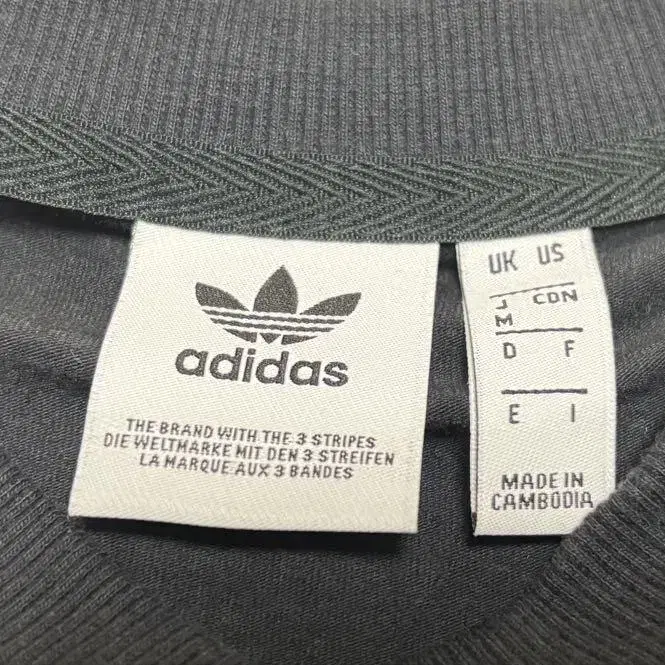 adidas
THE BRAND WITH THE 3 STRIPES
DIE WELTMARKE MIT DEN 3 STREIFEN
LA MARQUE AUX 3 BANDES
UK US
J CDN
M
D F
E I
MADE IN
CAMBODIA